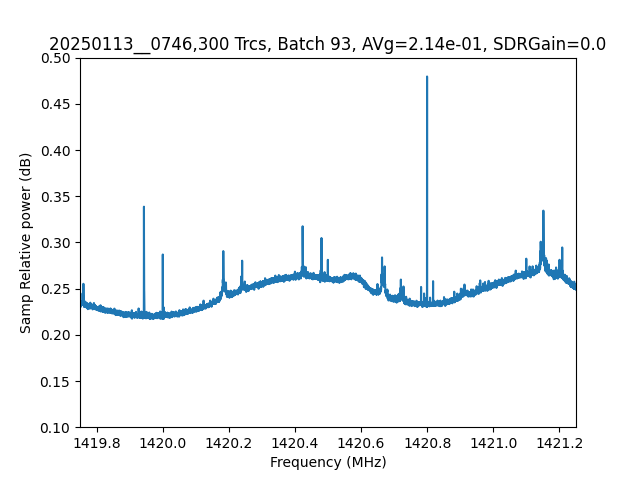 20250113__0746,300 Trcs, Batch 93, AVg=2.14e-01, SDRGain=0.0
0.50
0.45
0.40
0.35
0.30
0.25
0.20
0.15
0.10
Samp Relative power (dB)
1419.8 1420.0 1420.2 1420.4 1420.6 1420.8 1421.0 1421.2
Frequency (MHz)